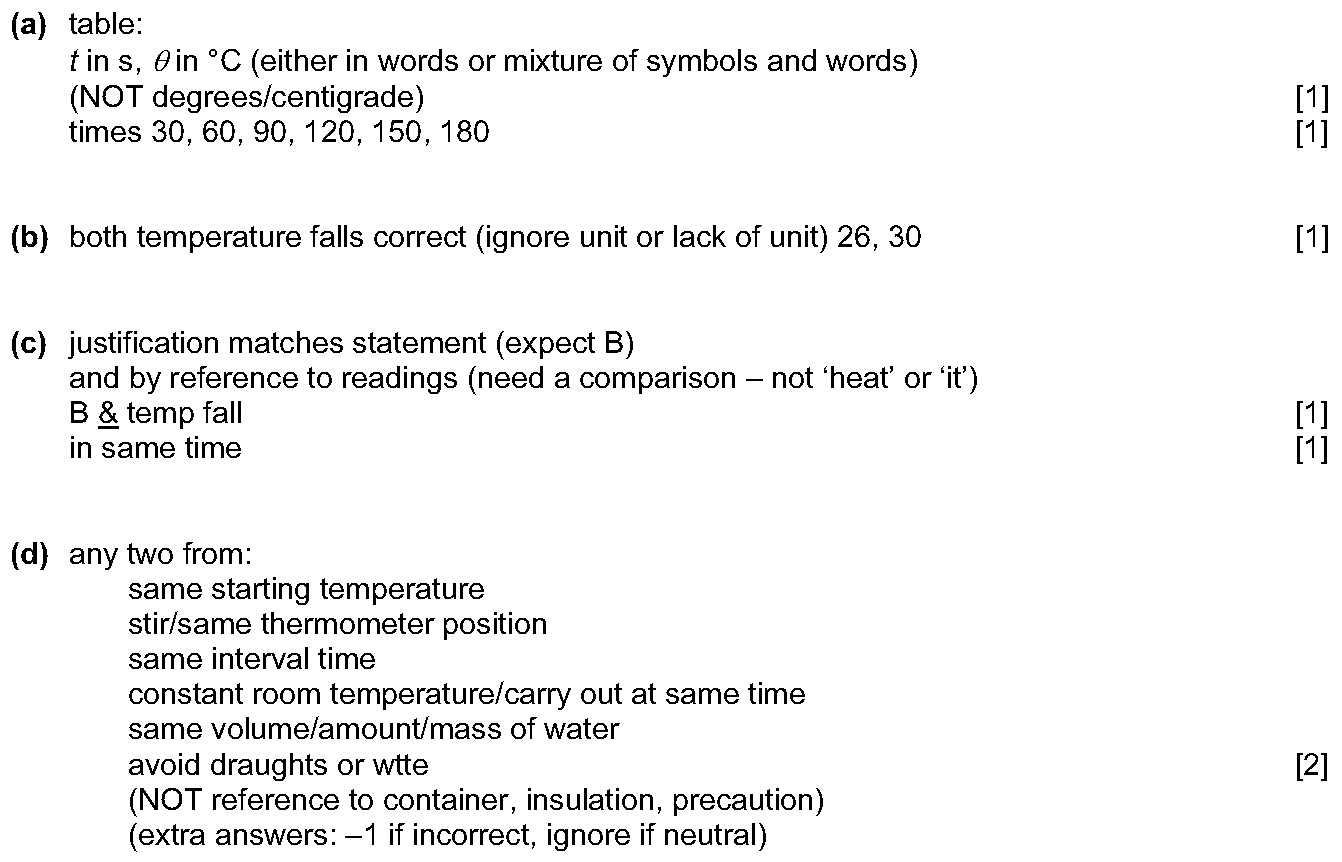 (a) table:
t in s, θ in °C (either in words or mixture of symbols and words)
(NOT degrees/centigrade) [1]
times 30, 60, 90, 120, 150, 180 [1]
(b) both temperature falls correct (ignore unit or lack of unit) 26, 30 [1]
(c) justification matches statement (expect B)
and by reference to readings (need a comparison – not ‘heat’ or ‘it’)
B & temp fall [1]
in same time [1]
(d) any two from:
same starting temperature
stir/same thermometer position
same interval time
constant room temperature/carry out at same time
same volume/amount/mass of water
avoid draughts or wtte [2]
(NOT reference to container, insulation, precaution)
(extra answers: –1 if incorrect, ignore if neutral)